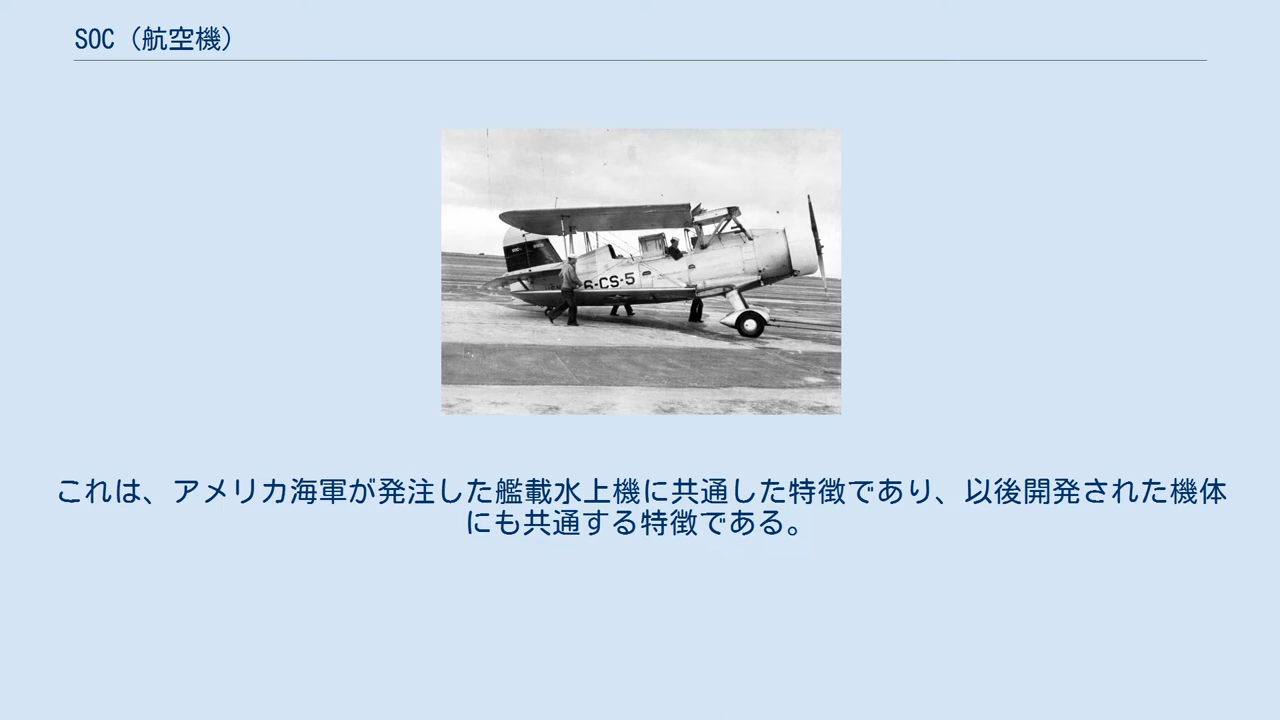 SOC（航空機）
6-CS-5
これは、アメリカ海軍が発注した艦載水上機に共通した特徴であり、以後開発された機体
にも共通する特徴である。